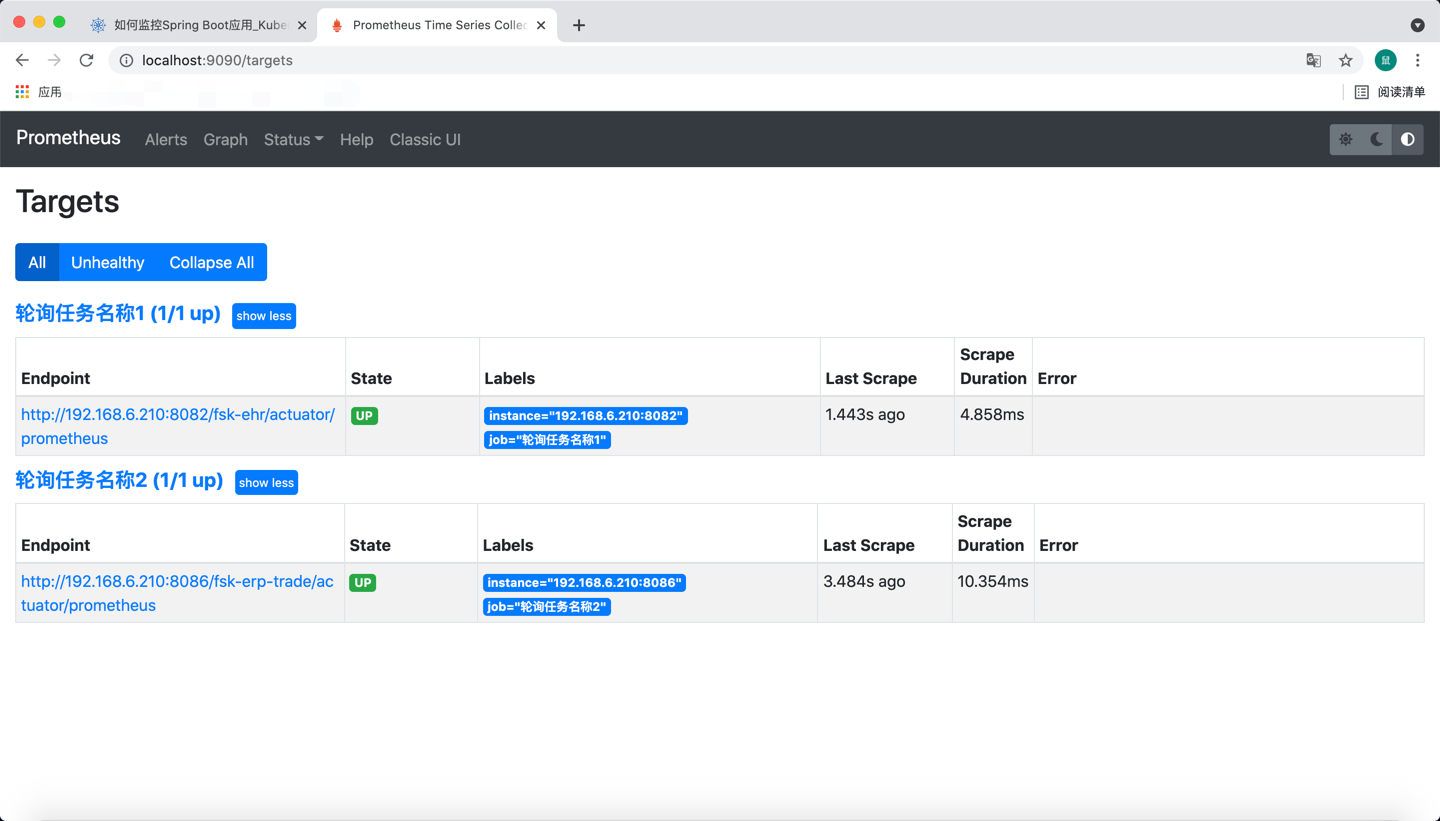 如何监控Spring Boot应用_Kube
Prometheus Time Series Collec
localhost:9090/targets
鼠
应用
阅读清单
Prometheus Alerts Graph Status Help Classic UI
Targets
All Unhealthy Collapse All
轮询任务名称1 (1/1 up) show less
Endpoint State Labels Last Scrape Scrape Duration Error
http://192.168.6.210:8082/fsk-ehr/actuator/
prometheus
UP
instance="192.168.6.210:8082"
job="轮询任务名称1"
1.443s ago
4.858ms
轮询任务名称2 (1/1 up) show less
Endpoint State Labels Last Scrape Scrape Duration Error
http://192.168.6.210:8086/fsk-erp-trade/ac
tuator/prometheus
UP
instance="192.168.6.210:8086"
job="轮询任务名称2"
3.484s ago
10.354ms